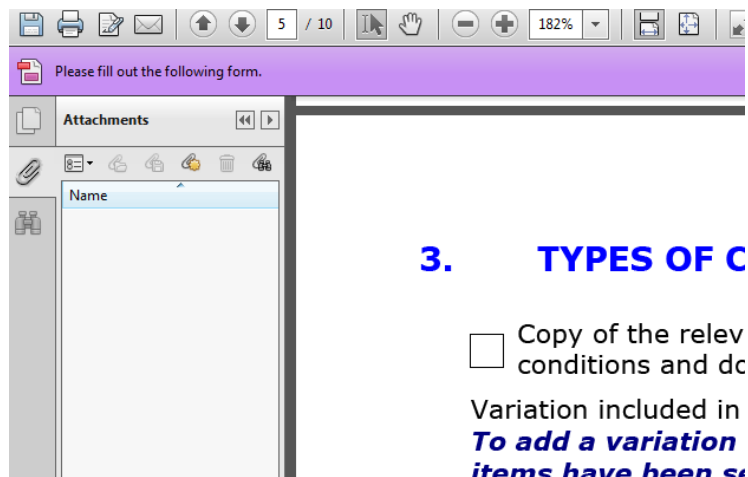 5 / 10 182%
Please fill out the following form.
Attachments
Name
3. TYPES OF C
Copy of the relev
conditions and do
Variation included in
To add a variation
items have been se